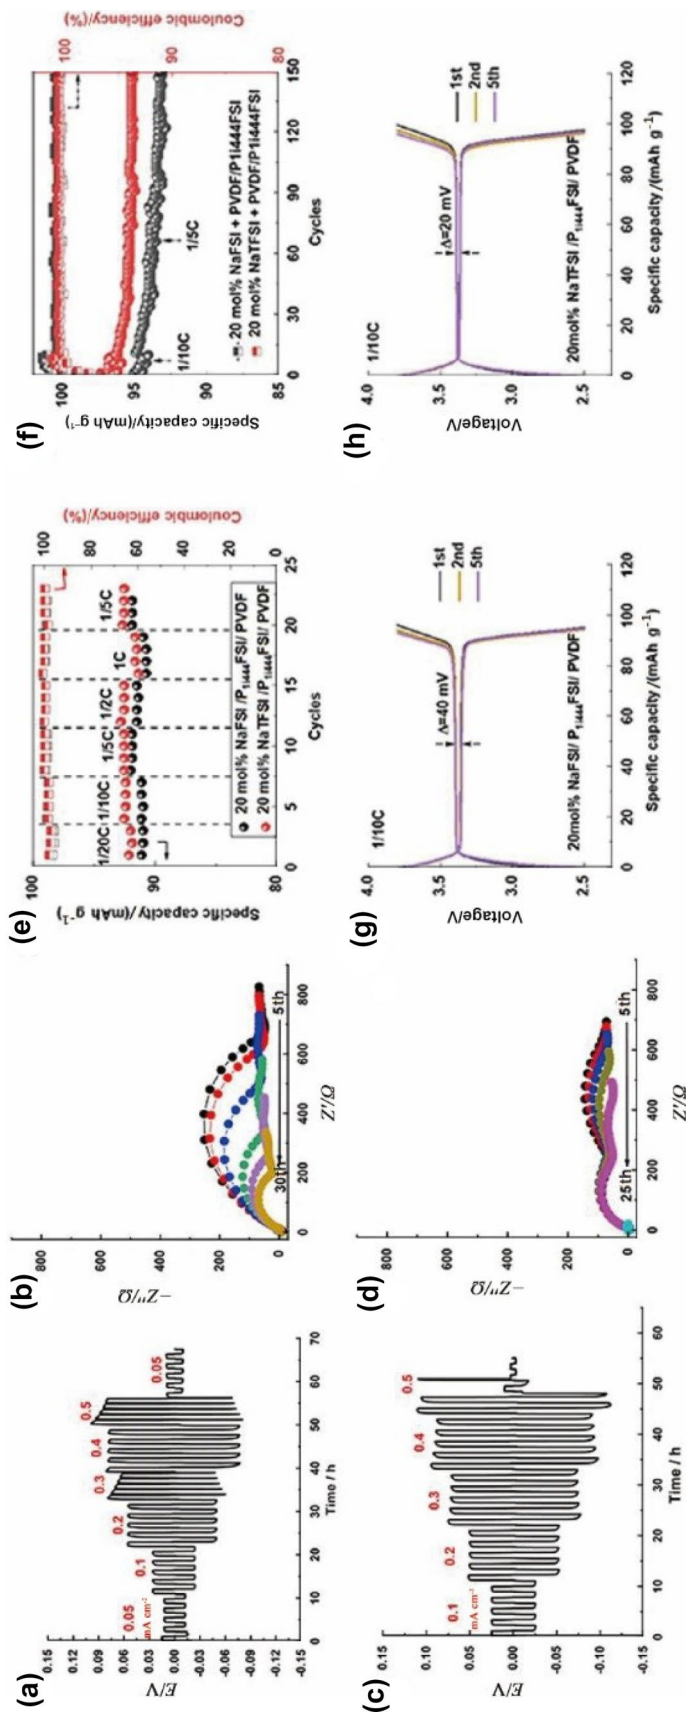 (a)
E/V
0.15
0.12
0.09
0.06
0.03
0.00
-0.03
-0.06
-0.09
-0.12
-0.15
0.05
mA cm⁻²
0.1
0.2
0.3
0.4
0.5
0.05
0 10 20 30 40 50 60 70
Time / h
(b)
−Z''/Ω
800
600
400
200
0
30th
5th
0 200 400 600 800
Z'/Ω
(c)
E/V
0.15
0.10
0.05
0.00
-0.05
-0.10
-0.15
0.1
mA cm⁻²
0.2
0.3
0.4
0.5
0 10 20 30 40 50 60
Time / h
(d)
−Z''/Ω
800
600
400
200
0
25th
5th
0 200 400 600 800
Z'/Ω
(e)
Specific capacity/(mAh g⁻¹)
100
90
80
1/20C 1/10C 1/5C 1/2C 1C 1/5C
20 mol% NaFSI /P₁ᵢ₄₄₄FSI/ PVDF
20 mol% NaTFSI /P₁ᵢ₄₄₄FSI/ PVDF
0 5 10 15 20 25
Cycles
100
80
60
40
20
0
Coulombic efficiency/(%)
(f)
Specific capacity/(mAh g⁻¹)
100
95
90
85
1/10C
1/5C
20 mol% NaFSI + PVDF/P1i444FSI
20 mol% NaTFSI + PVDF/P1i444FSI
0 30 60 90 120 150
Cycles
100
90
80
Coulombic efficiency/(%)
(g)
Voltage/V
4.0
3.5
3.0
2.5
1/10C
Δ=40 mV
1st
2nd
5th
20mol% NaFSI/ P₁ᵢ₄₄₄FSI/ PVDF
0 20 40 60 80 100 120
Specific capacity /(mAh g⁻¹)
(h)
Voltage/V
4.0
3.5
3.0
2.5
1/10C
Δ=20 mV
1st
2nd
5th
20mol% NaTFSI /P₁ᵢ₄₄₄FSI/ PVDF
0 20 40 60 80 100 120
Specific capacity /(mAh g⁻¹)